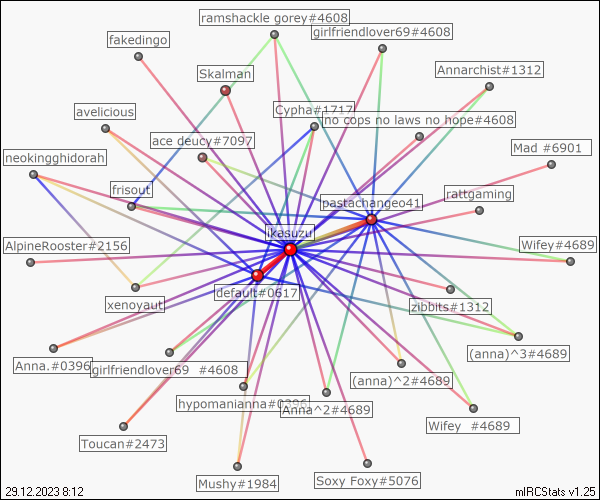 ramshackle gorey#4608
girlfriendlover69#4608
fakedingo
Skalman
Annarchist#1312
avelicious
Cypha#1717
no cops no laws no hope#4608
ace deucy#7097
Mad #6901
neokingghidorah
frisout
pastachangeo41
rattgaming
ikesuzu
AlpineRooster#2156
Wifey#4689
default#0617
xenoyaut
zibbits#1312
Anna.#0396
girlfriendlover69 #4608
(anna)^3#4689
(anna)^2#4689
hypomanianna#0396
Anna^2#4689
Wifey #4689
Toucan#2473
Mushy#1984
Soxy Foxy#5076
29.12.2023 8:12
mIRCStats v1.25